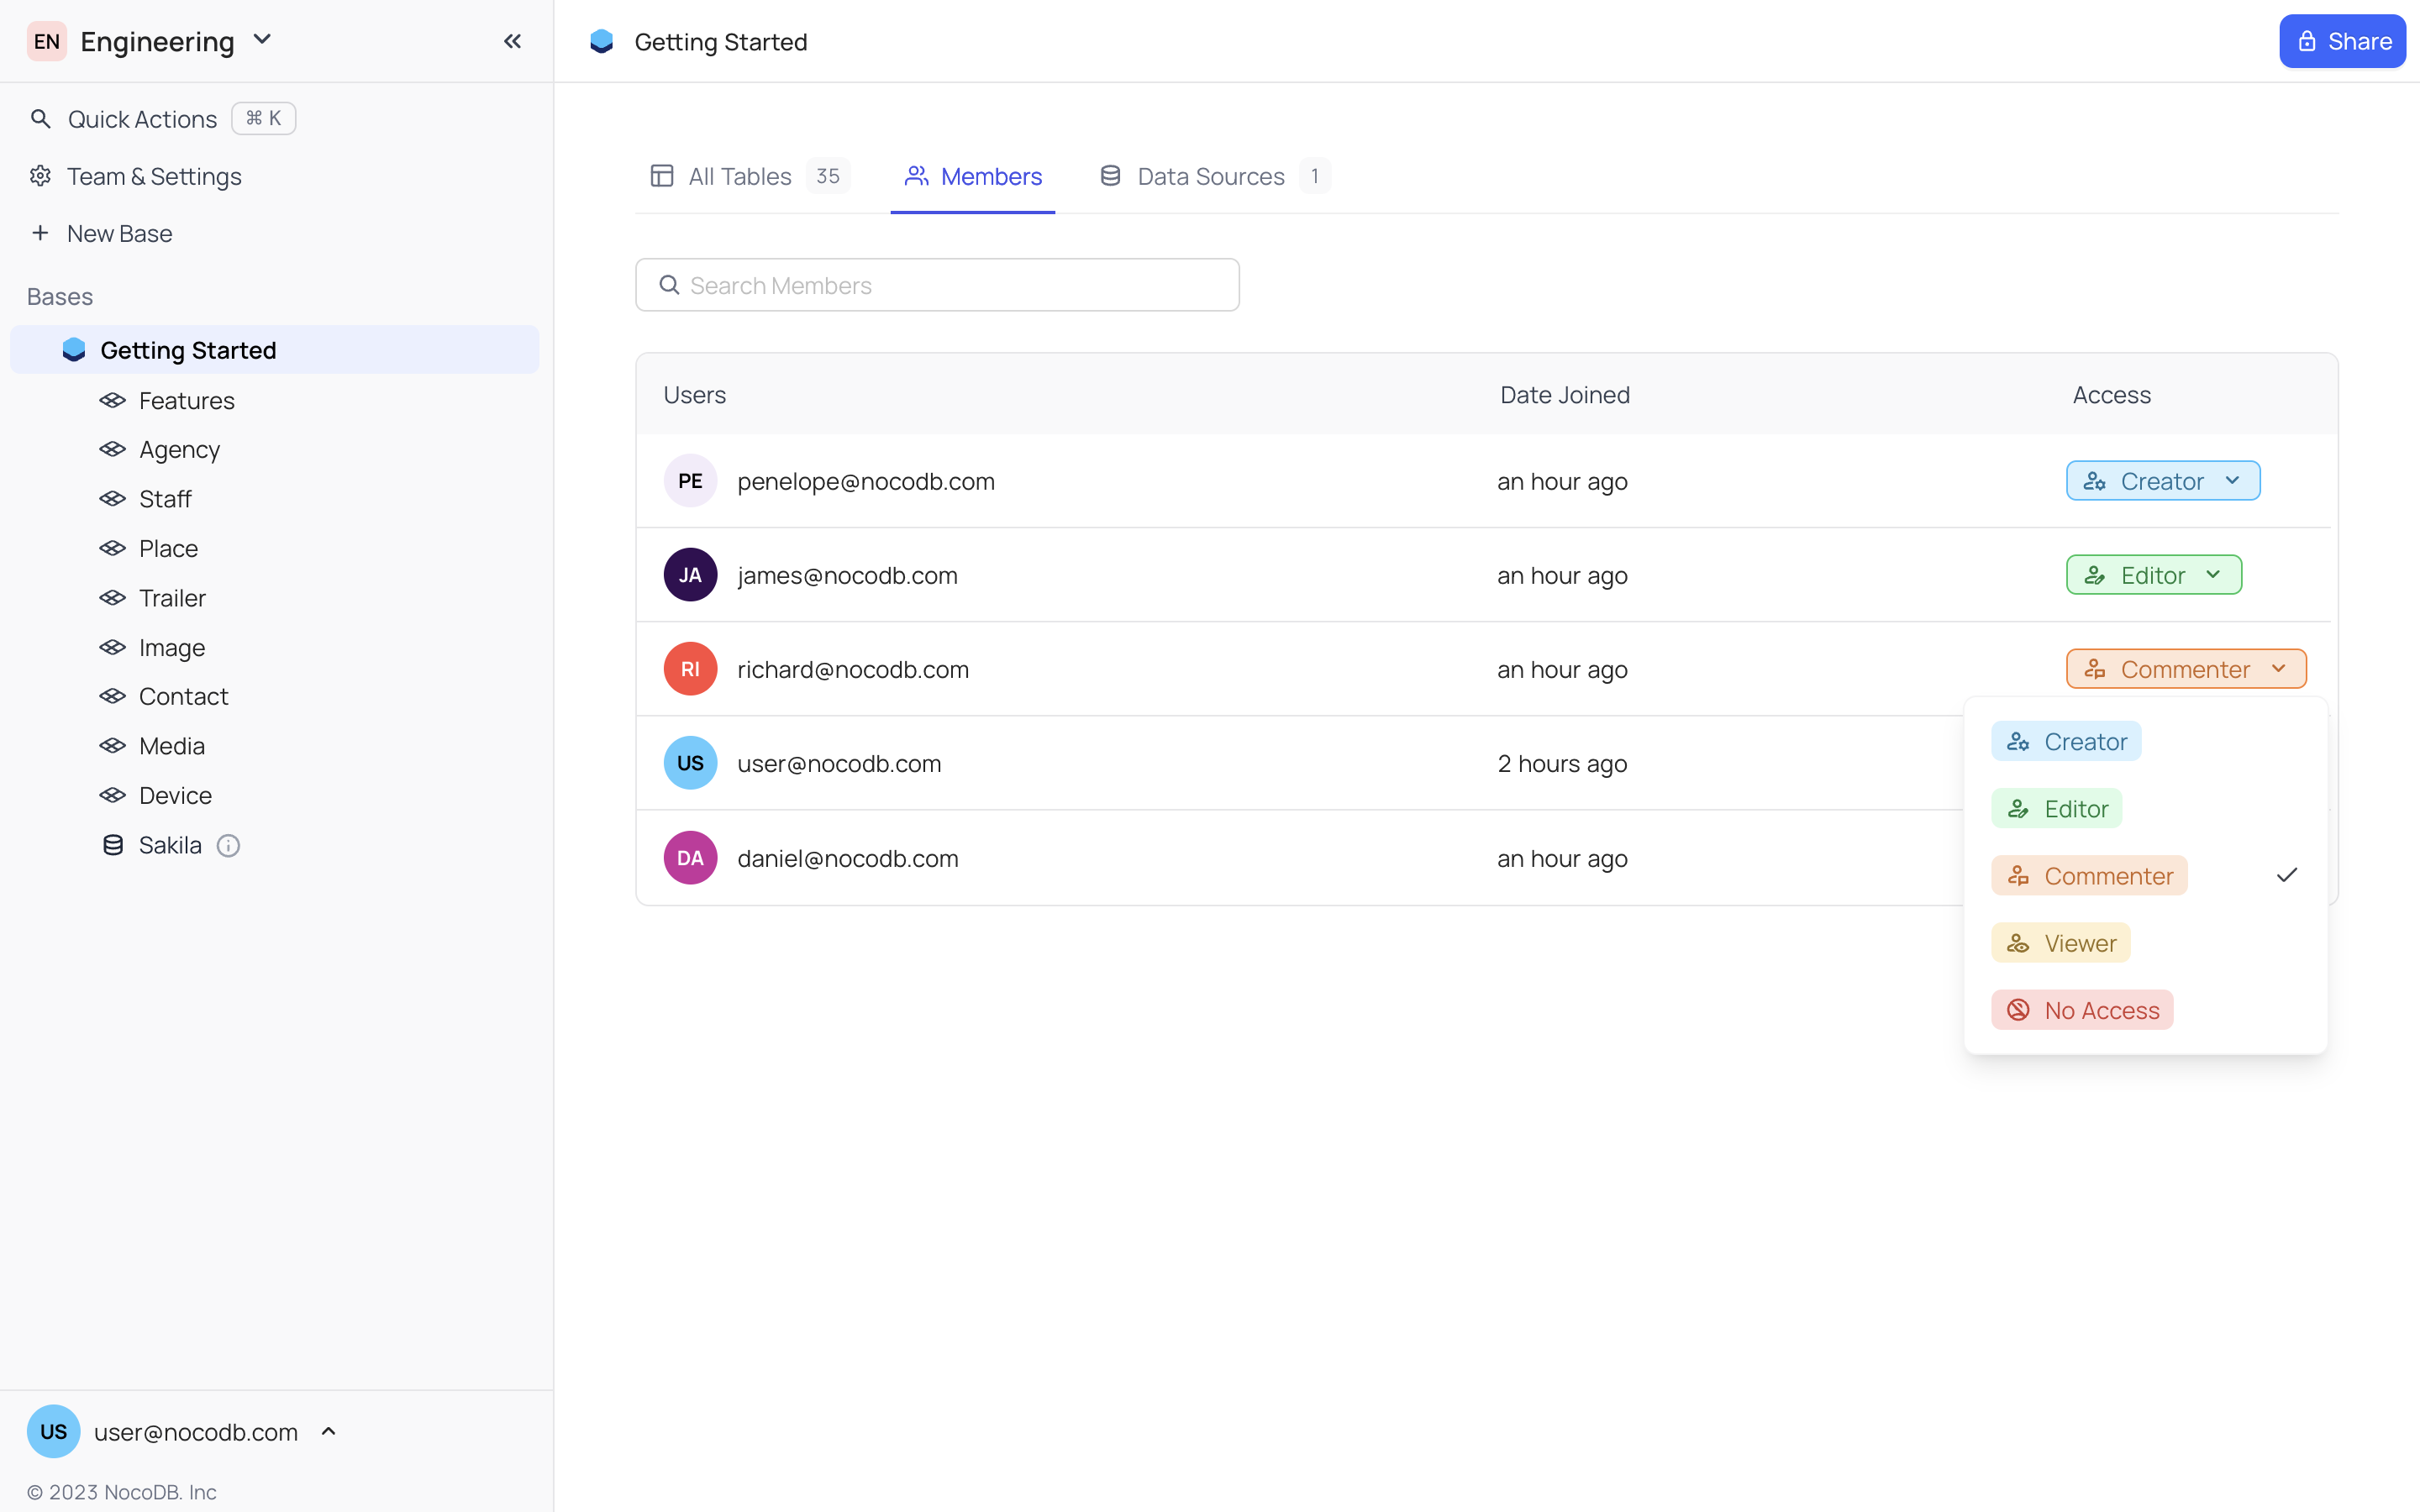 EN Engineering
Getting Started
Share
Quick Actions ⌘ K
Team & Settings
New Base
Bases
Getting Started
Features
Agency
Staff
Place
Trailer
Image
Contact
Media
Device
Sakila
US user@nocodb.com
© 2023 NocoDB. Inc
All Tables 35 Members Data Sources 1
Search Members
Users Date Joined Access
PE penelope@nocodb.com an hour ago Creator
JA james@nocodb.com an hour ago Editor
RI richard@nocodb.com an hour ago Commenter
US user@nocodb.com 2 hours ago
DA daniel@nocodb.com an hour ago
Creator
Editor
Commenter
Viewer
No Access